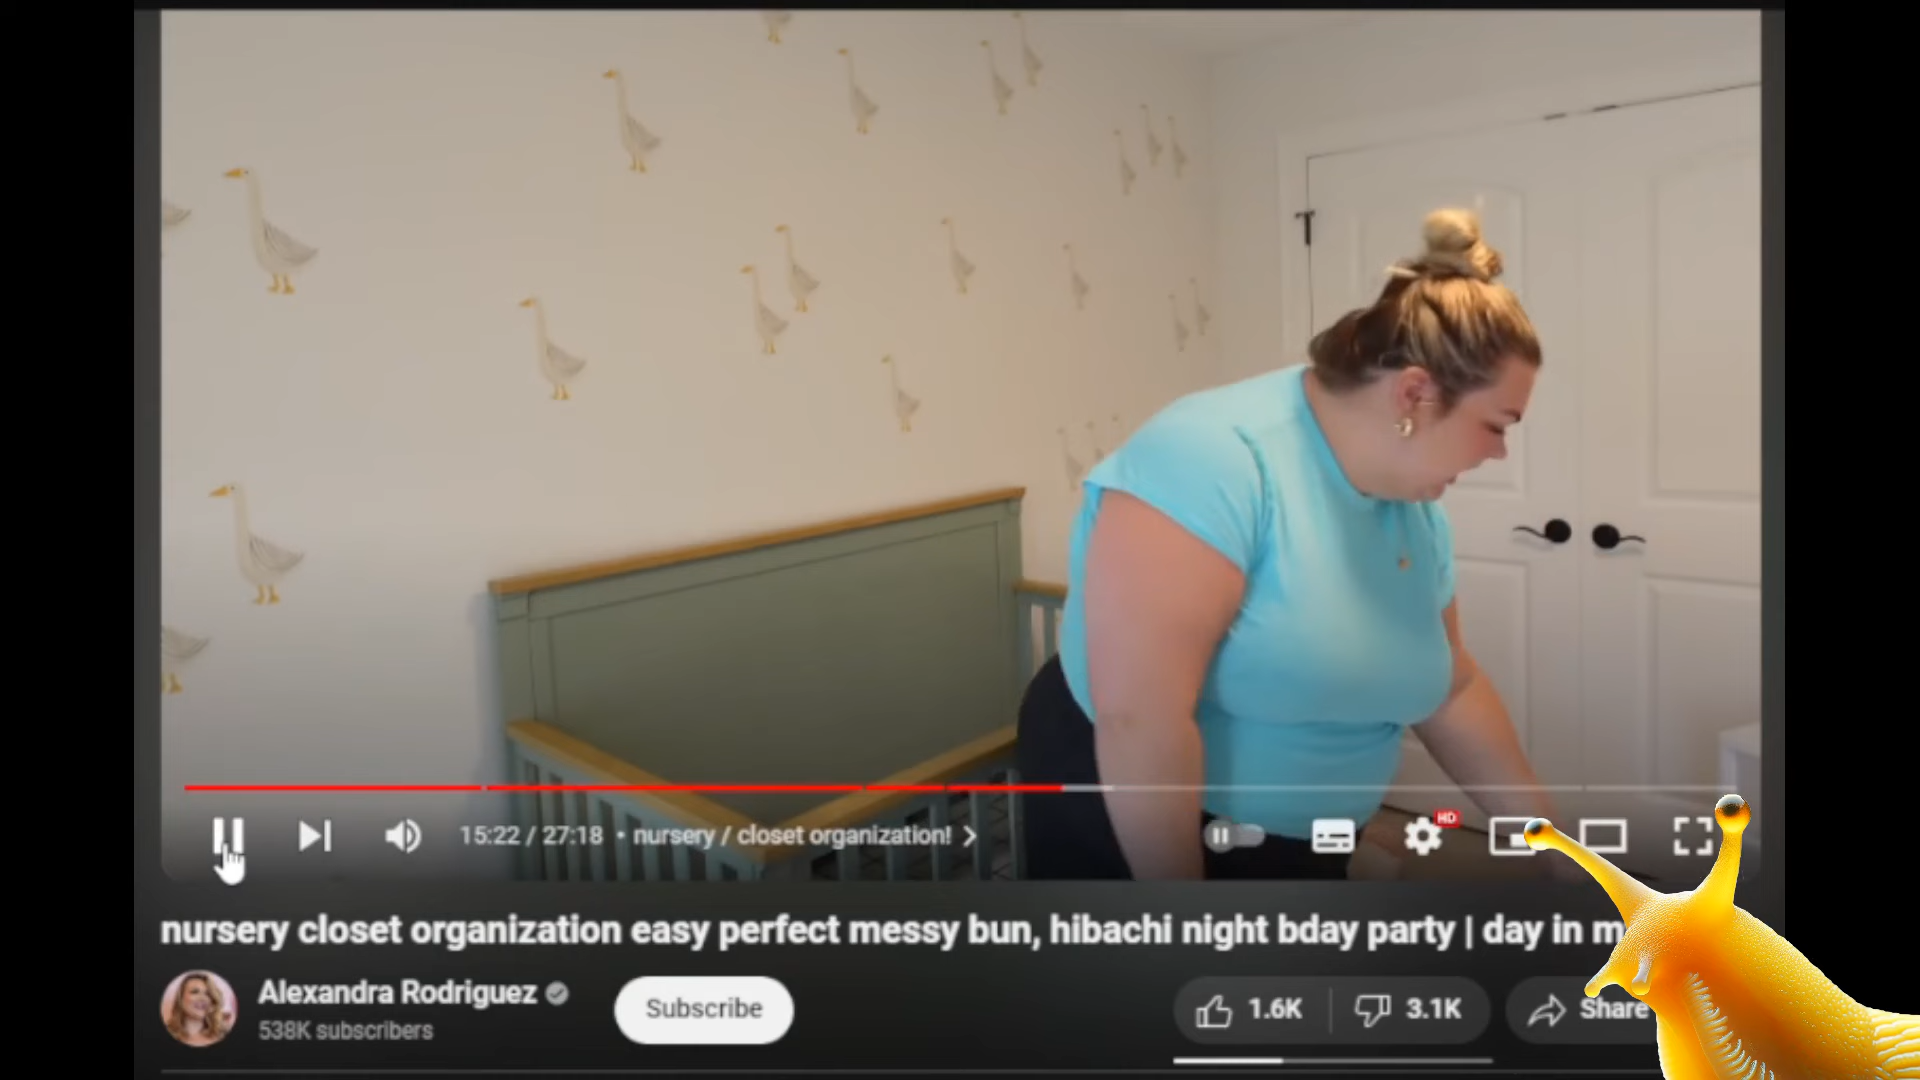 15:22 / 27:18 • nursery / closet organization!
HD
nursery closet organization easy perfect messy bun, hibachi night bday party | day in m
Alexandra Rodriguez
538K subscribers
Subscribe
1.6K
3.1K
Share